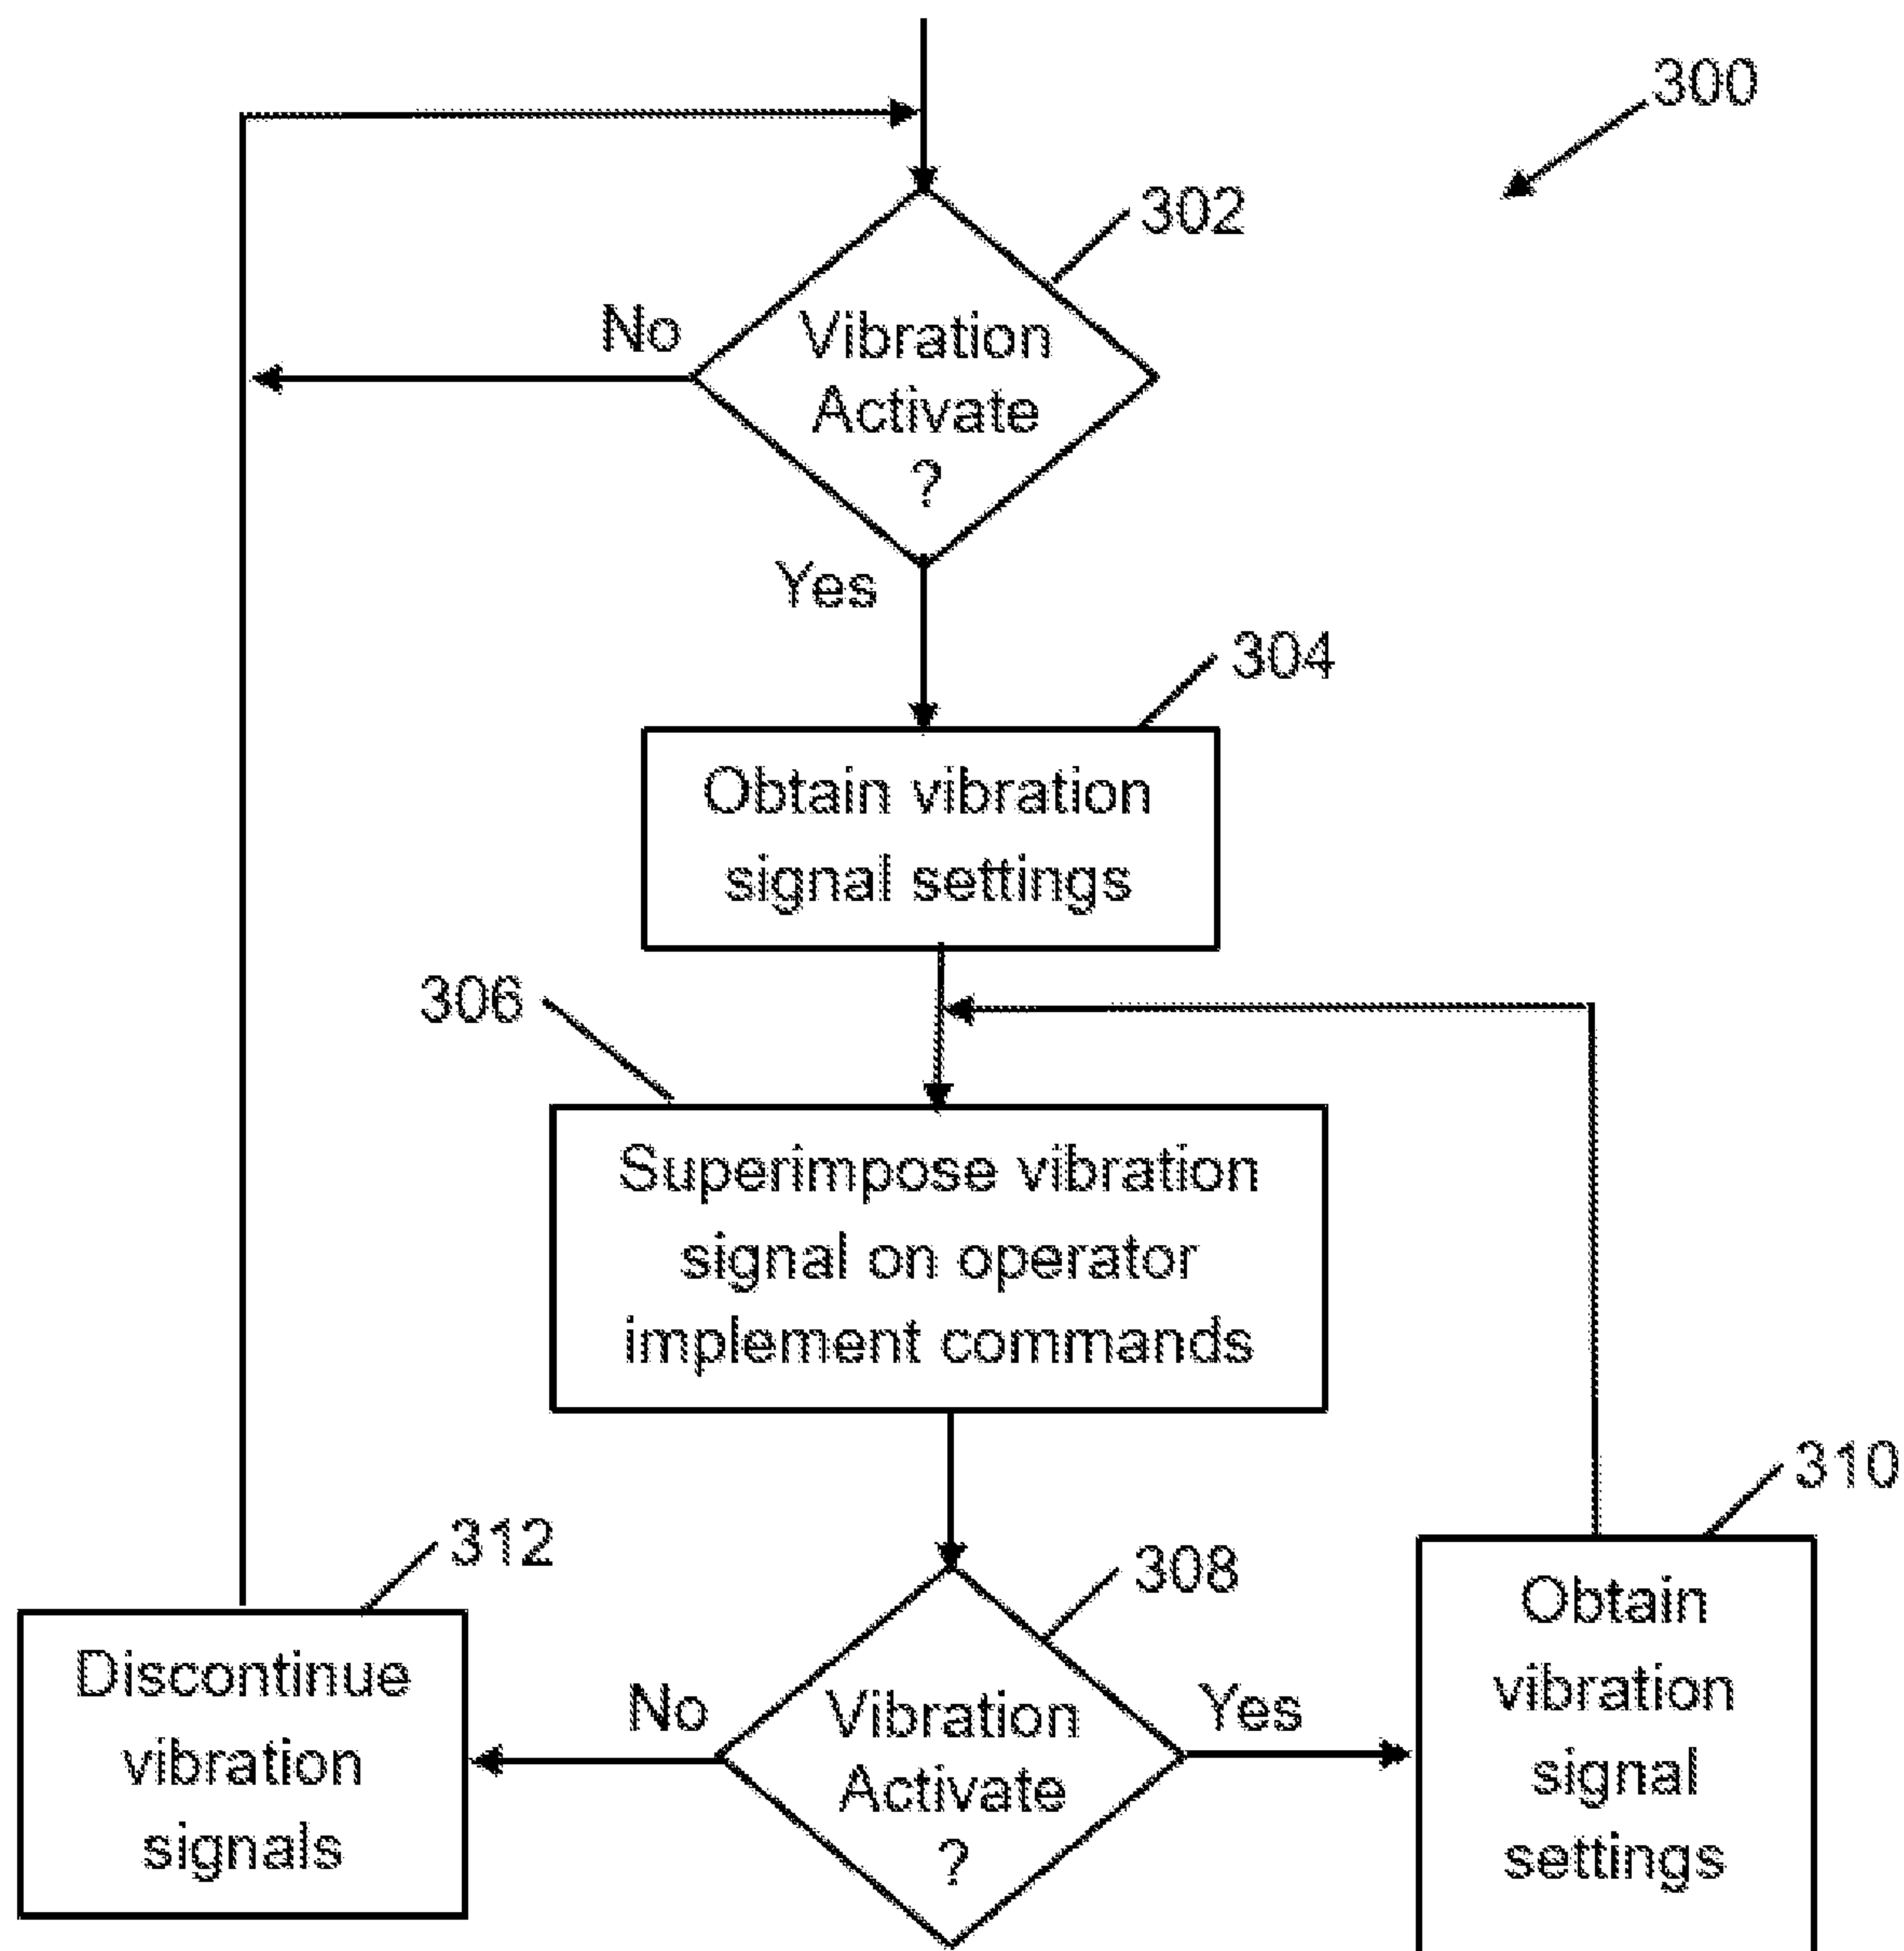 300
302
No
Vibration
Activate
?
Yes
304
Obtain vibration
signal settings
306
Superimpose vibration
signal on operator
implement commands
310
312
308
Discontinue
vibration
signals
No
Vibration
Activate
?
Yes
Obtain
vibration
signal
settings